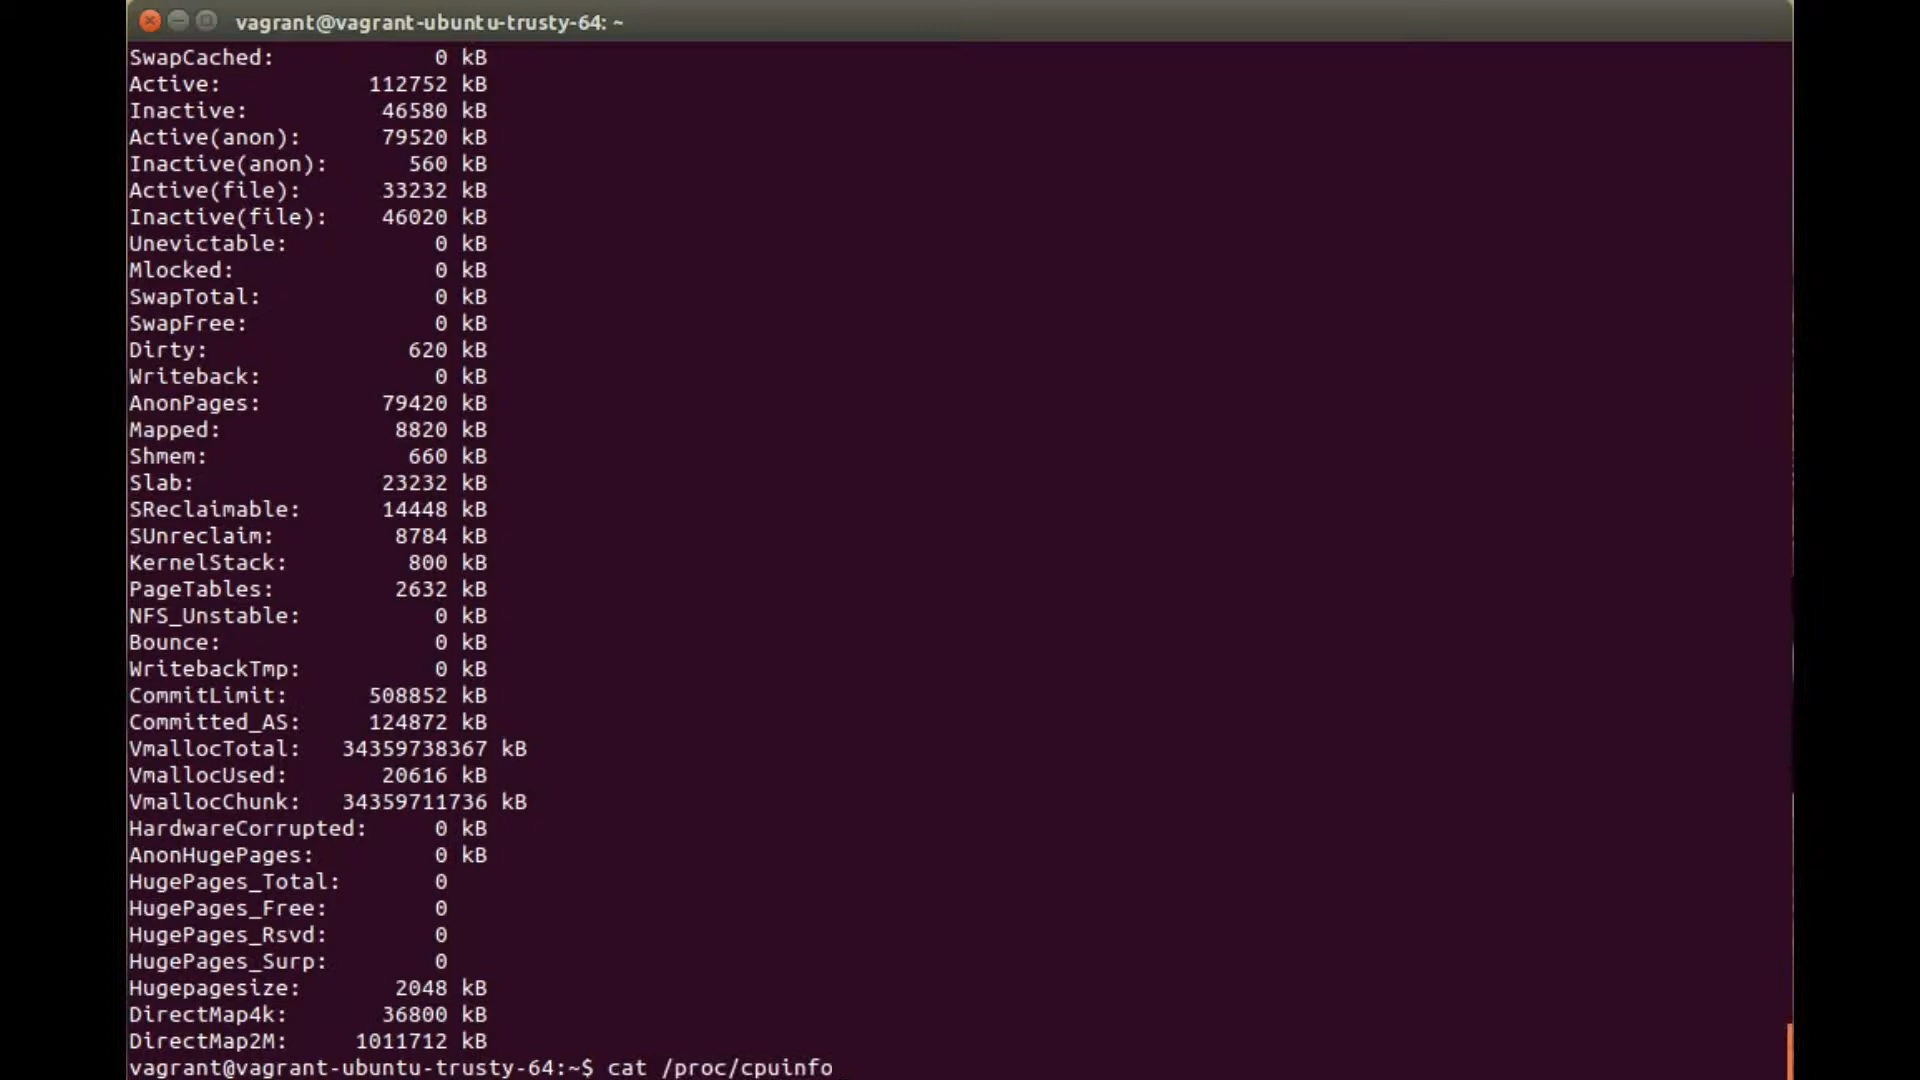 vagrant@vagrant-ubuntu-trusty-64: ~
SwapCached:            0 kB
Active:           112752 kB
Inactive:          46580 kB
Active(anon):      79520 kB
Inactive(anon):      560 kB
Active(file):      33232 kB
Inactive(file):    46020 kB
Unevictable:           0 kB
Mlocked:               0 kB
SwapTotal:             0 kB
SwapFree:              0 kB
Dirty:               620 kB
Writeback:             0 kB
AnonPages:         79420 kB
Mapped:             8820 kB
Shmem:               660 kB
Slab:              23232 kB
SReclaimable:      14448 kB
SUnreclaim:         8784 kB
KernelStack:         800 kB
PageTables:         2632 kB
NFS_Unstable:          0 kB
Bounce:                0 kB
WritebackTmp:          0 kB
CommitLimit:      508852 kB
Committed_AS:     124872 kB
VmallocTotal:   34359738367 kB
VmallocUsed:       20616 kB
VmallocChunk:   34359711736 kB
HardwareCorrupted:     0 kB
AnonHugePages:         0 kB
HugePages_Total:       0
HugePages_Free:        0
HugePages_Rsvd:        0
HugePages_Surp:        0
Hugepagesize:       2048 kB
DirectMap4k:       36800 kB
DirectMap2M:     1011712 kB
vagrant@vagrant-ubuntu-trusty-64:~$ cat /proc/cpuinfo